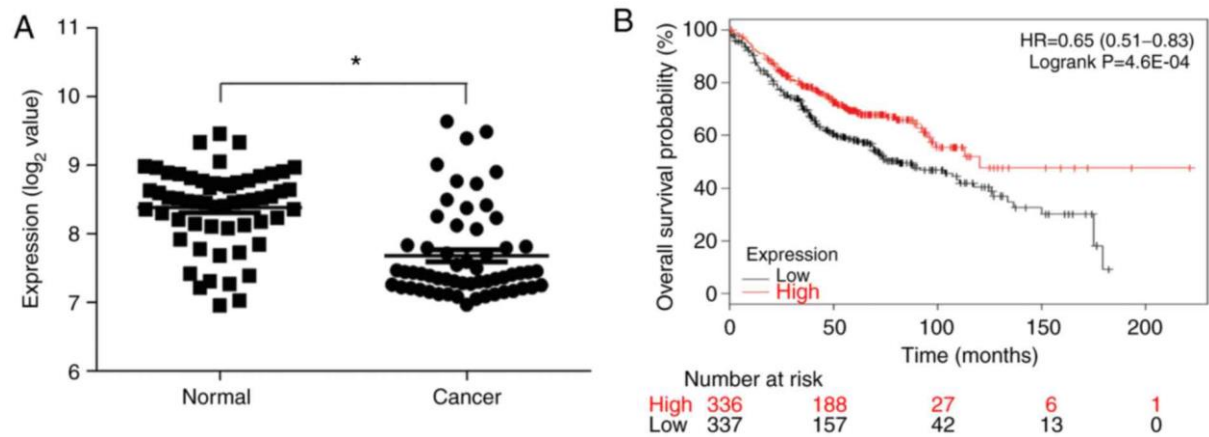 A
11
10
9
8
7
6
Expression (log2 value)
*
Normal
Cancer
B
100
80
60
40
20
0
Overall survival probability (%)
HR=0.65 (0.51–0.83)
Logrank P=4.6E-04
Expression
Low
High
0 50 100 150 200
Time (months)
Number at risk
High 336 188 27 6 1
Low 337 157 42 13 0